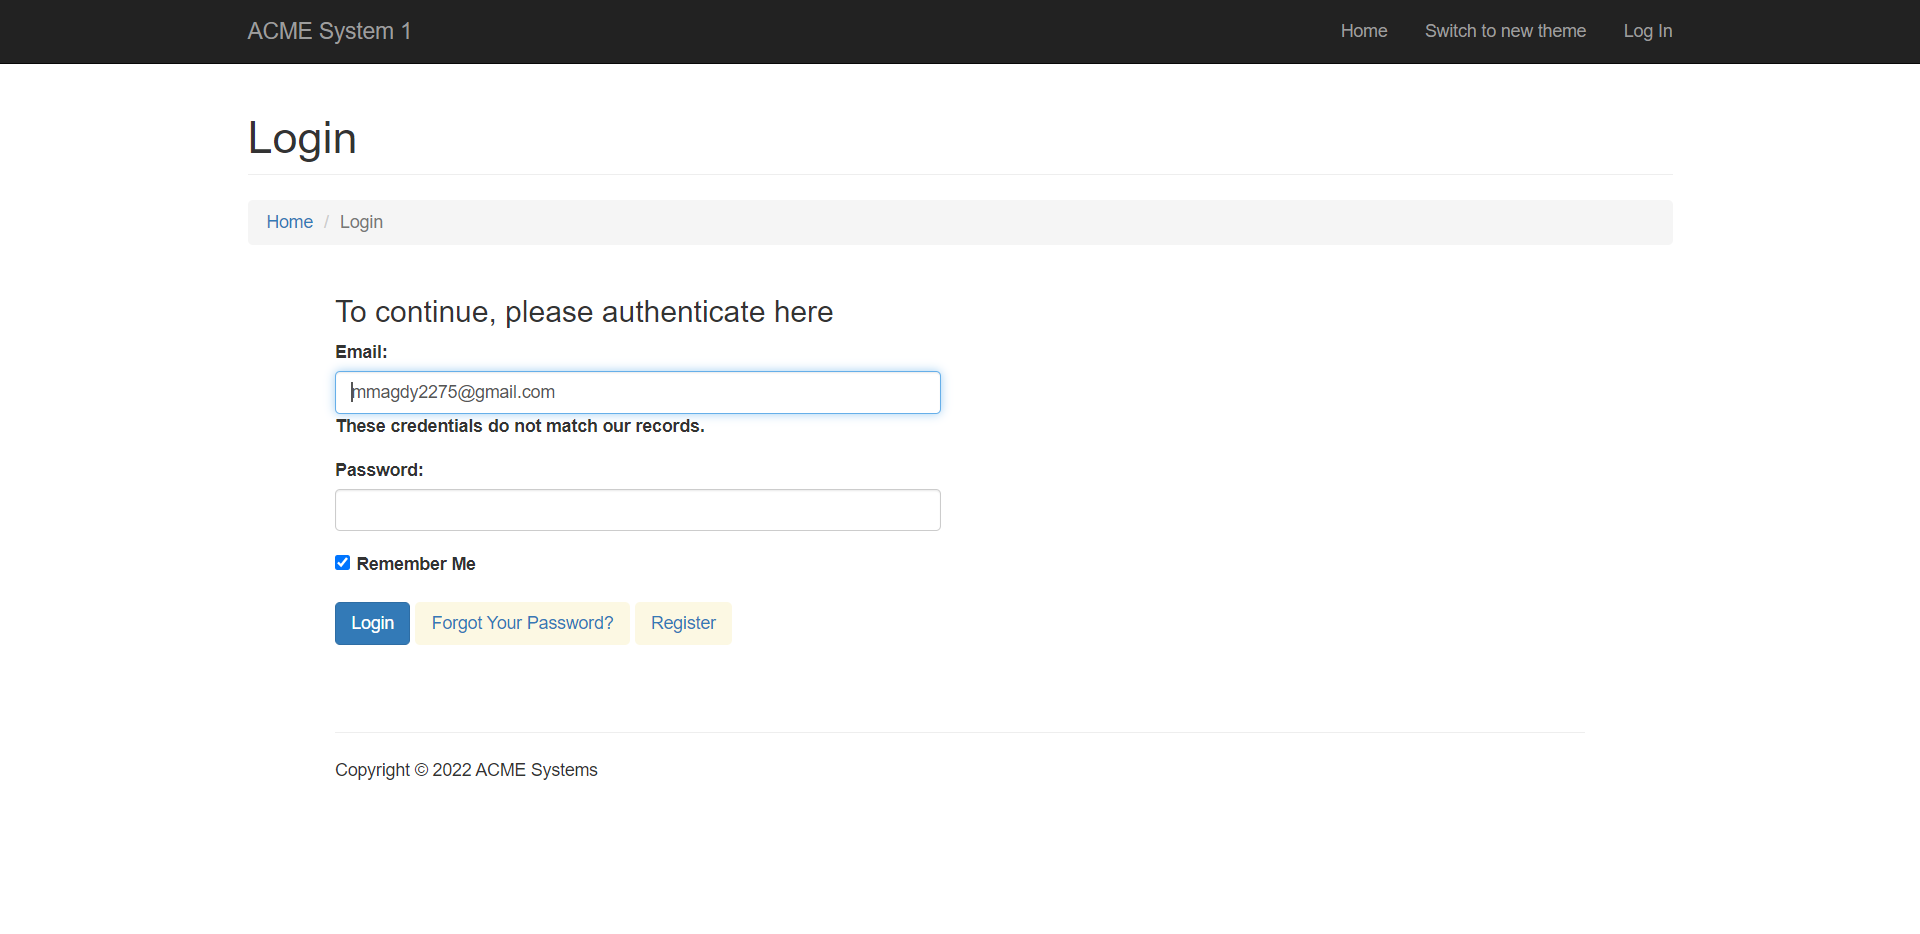 ACME System 1
Home Switch to new theme Log In
Login
Home / Login
To continue, please authenticate here
Email:
mmagdy2275@gmail.com
These credentials do not match our records.
Password:
Remember Me
Login Forgot Your Password? Register
Copyright © 2022 ACME Systems